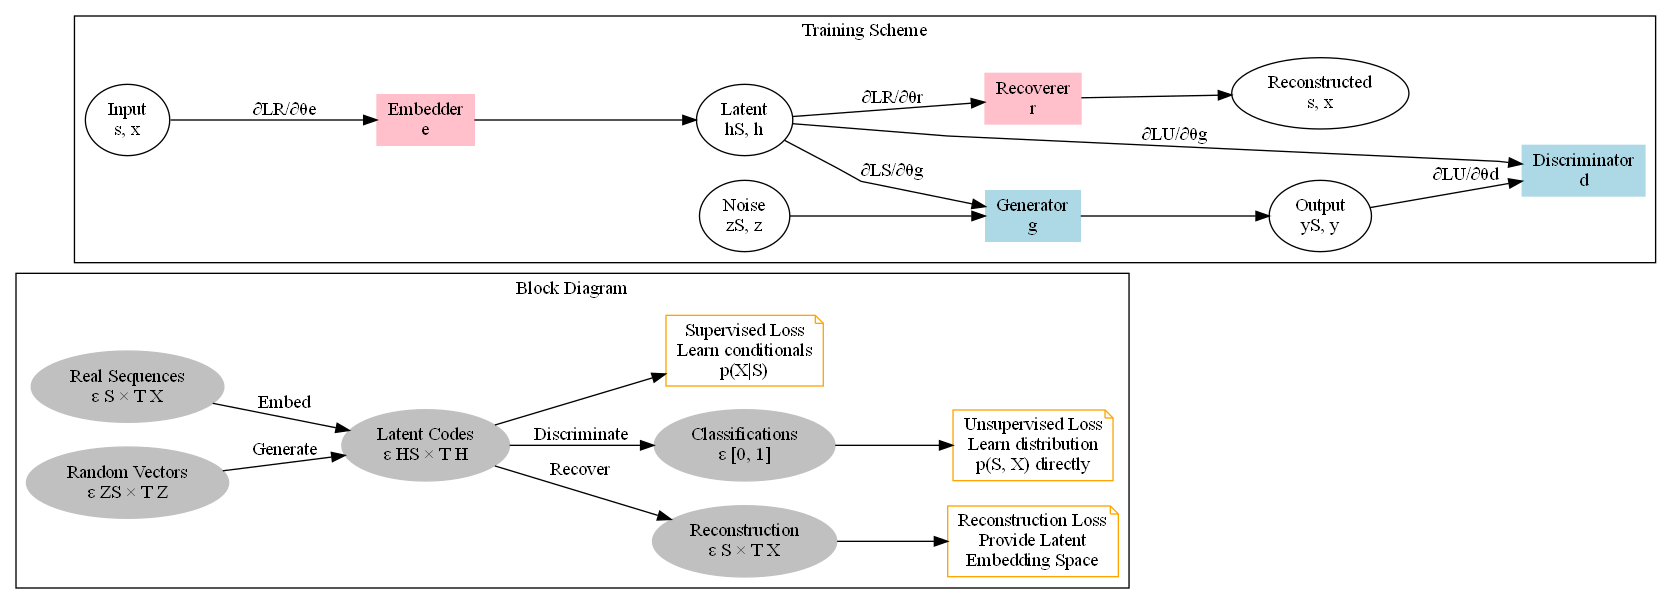 Training Scheme
Input
s, x
∂LR/∂θe
Embedder
e
Latent
hS, h
∂LR/∂θr
Recoverer
r
Reconstructed
s, x
∂LU/∂θg
Discriminator
d
∂LS/∂θg
∂LU/∂θd
Noise
zS, z
Generator
g
Output
yS, y
Block Diagram
Supervised Loss
Learn conditionals
p(X|S)
Real Sequences
ε S × T X
Embed
Latent Codes
ε HS × T H
Discriminate
Classifications
ε [0, 1]
Unsupervised Loss
Learn distribution
p(S, X) directly
Generate
Random Vectors
ε ZS × T Z
Recover
Reconstruction
ε S × T X
Reconstruction Loss
Provide Latent
Embedding Space